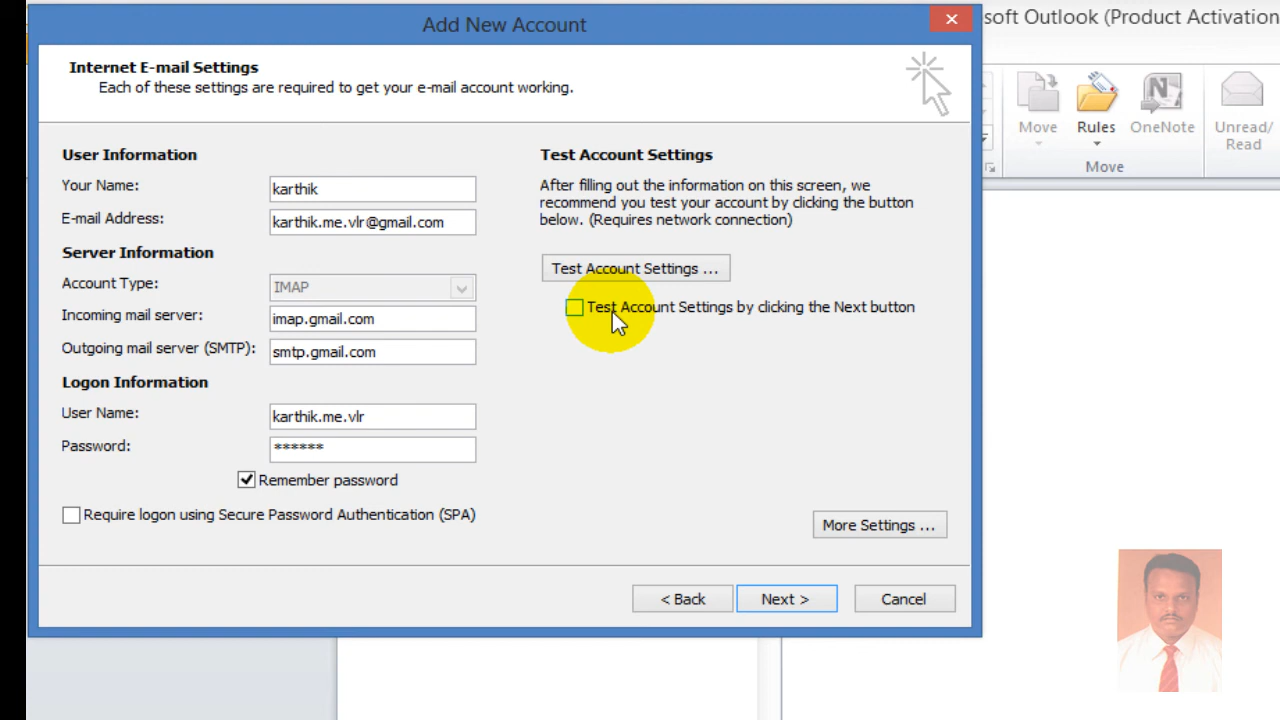 Add New Account
soft Outlook (Product Activation
Internet E-mail Settings
Each of these settings are required to get your e-mail account working.
Move
Rules
OneNote
Unread/
Read
Move
User Information
Your Name:
karthik
E-mail Address:
karthik.me.vlr@gmail.com
Server Information
Account Type:
IMAP
Incoming mail server:
imap.gmail.com
Outgoing mail server (SMTP):
smtp.gmail.com
Logon Information
User Name:
karthik.me.vlr
Password:
******
Remember password
Require logon using Secure Password Authentication (SPA)
Test Account Settings
After filling out the information on this screen, we
recommend you test your account by clicking the button
below. (Requires network connection)
Test Account Settings ...
Test Account Settings by clicking the Next button
More Settings ...
< Back
Next >
Cancel